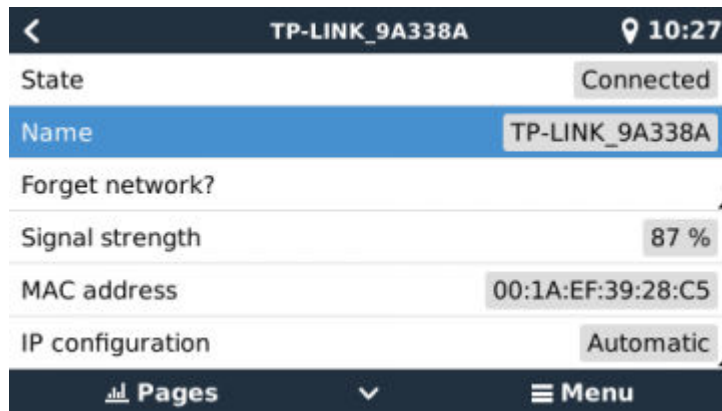 TP-LINK_9A338A 10:27
State Connected
Name TP-LINK_9A338A
Forget network?
Signal strength 87 %
MAC address 00:1A:EF:39:28:C5
IP configuration Automatic
Pages Menu